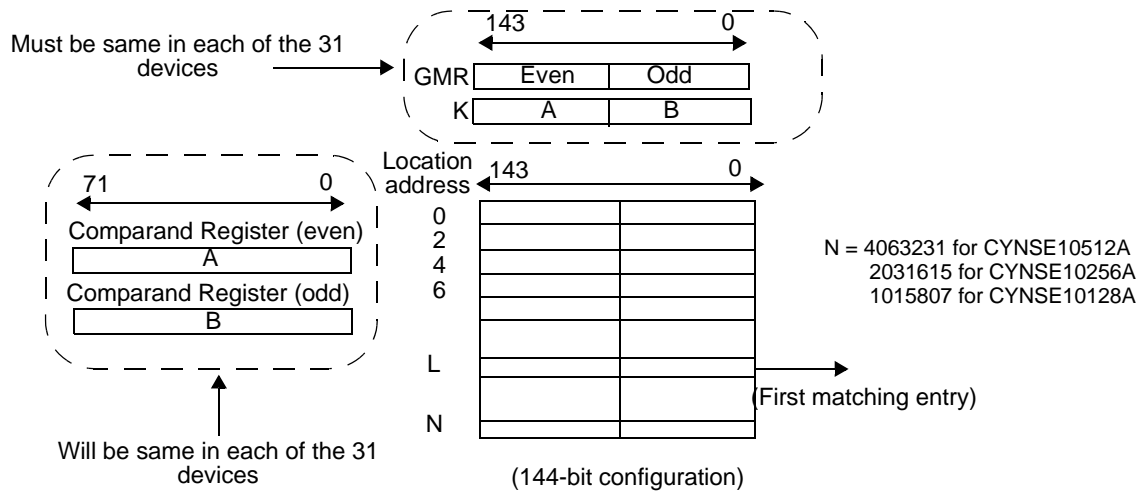 143 0
Must be same in each of the 31
devices
GMR Even Odd
K A B
Location
address
143 0
71 0
Comparand Register (even)
A
Comparand Register (odd)
B
0
2
4
6
L
N
N = 4063231 for CYNSE10512A
2031615 for CYNSE10256A
1015807 for CYNSE10128A
(First matching entry)
Will be same in each of the 31
devices
(144-bit configuration)